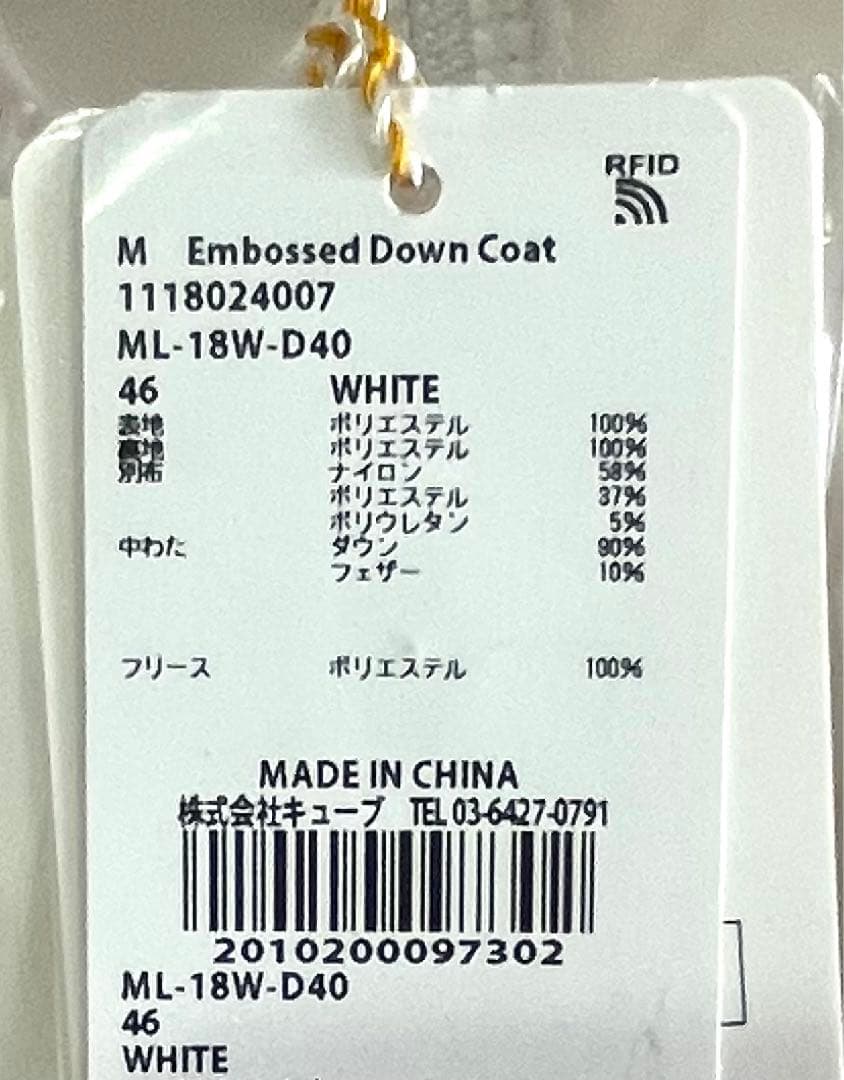 RFID
M Embossed Down Coat
1118024007
ML-18W-D40
46 WHITE
表地 ポリエステル 100%
裏地 ポリエステル 100%
別布 ナイロン 58%
ポリエステル 37%
ポリウレタン 5%
中わた ダウン 90%
フェザー 10%
フリース ポリエステル 100%
MADE IN CHINA
株式会社キューブ TEL 03-6427-0791
2010200097302
ML-18W-D40
46
WHITE